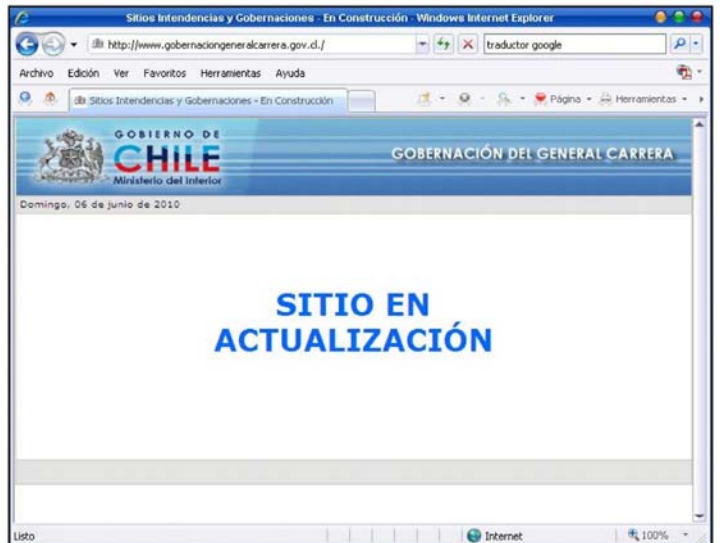 Sitios Intendencias y Gobernaciones - En Construcción - Windows Internet Explorer
http://www.gobernaciongeneralcarrera.gov.cl./
traductor google
Archivo Edición Ver Favoritos Herramientas Ayuda
Sitios Intendencias y Gobernaciones - En Construcción
Página
Herramientas
GOBIERNO DE
CHILE
Ministerio del Interior
GOBERNACIÓN DEL GENERAL CARRERA
Domingo, 06 de junio de 2010
SITIO EN
ACTUALIZACIÓN
Listo
Internet
100%